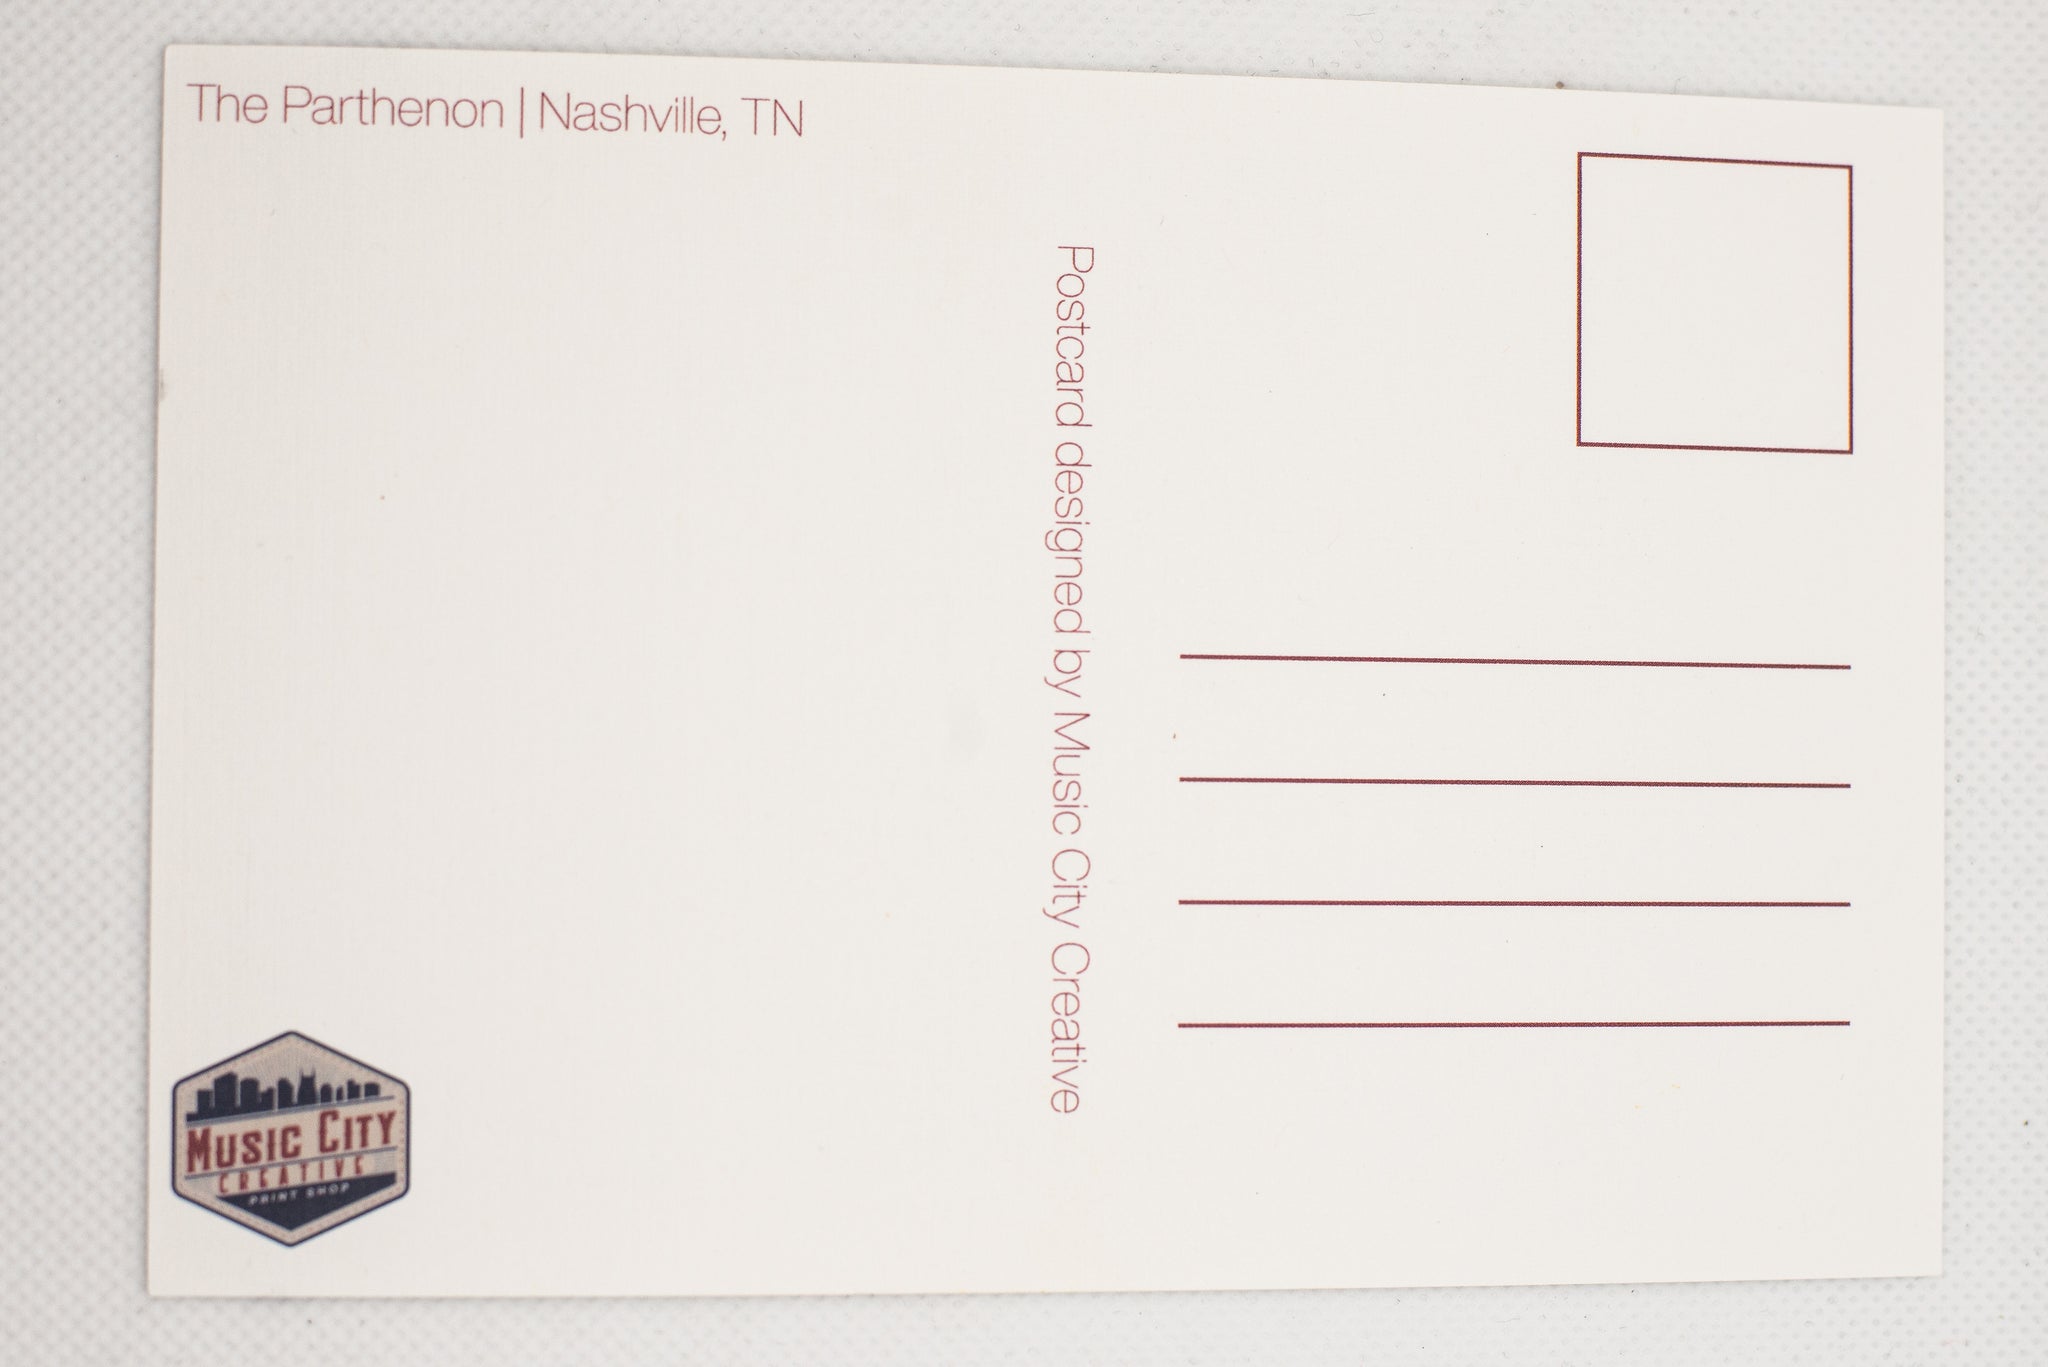 The Parthenon | Nashville, TN
Postcard designed by Music City Creative
MUSIC CITY
CREATIVE
PRINT SHOP